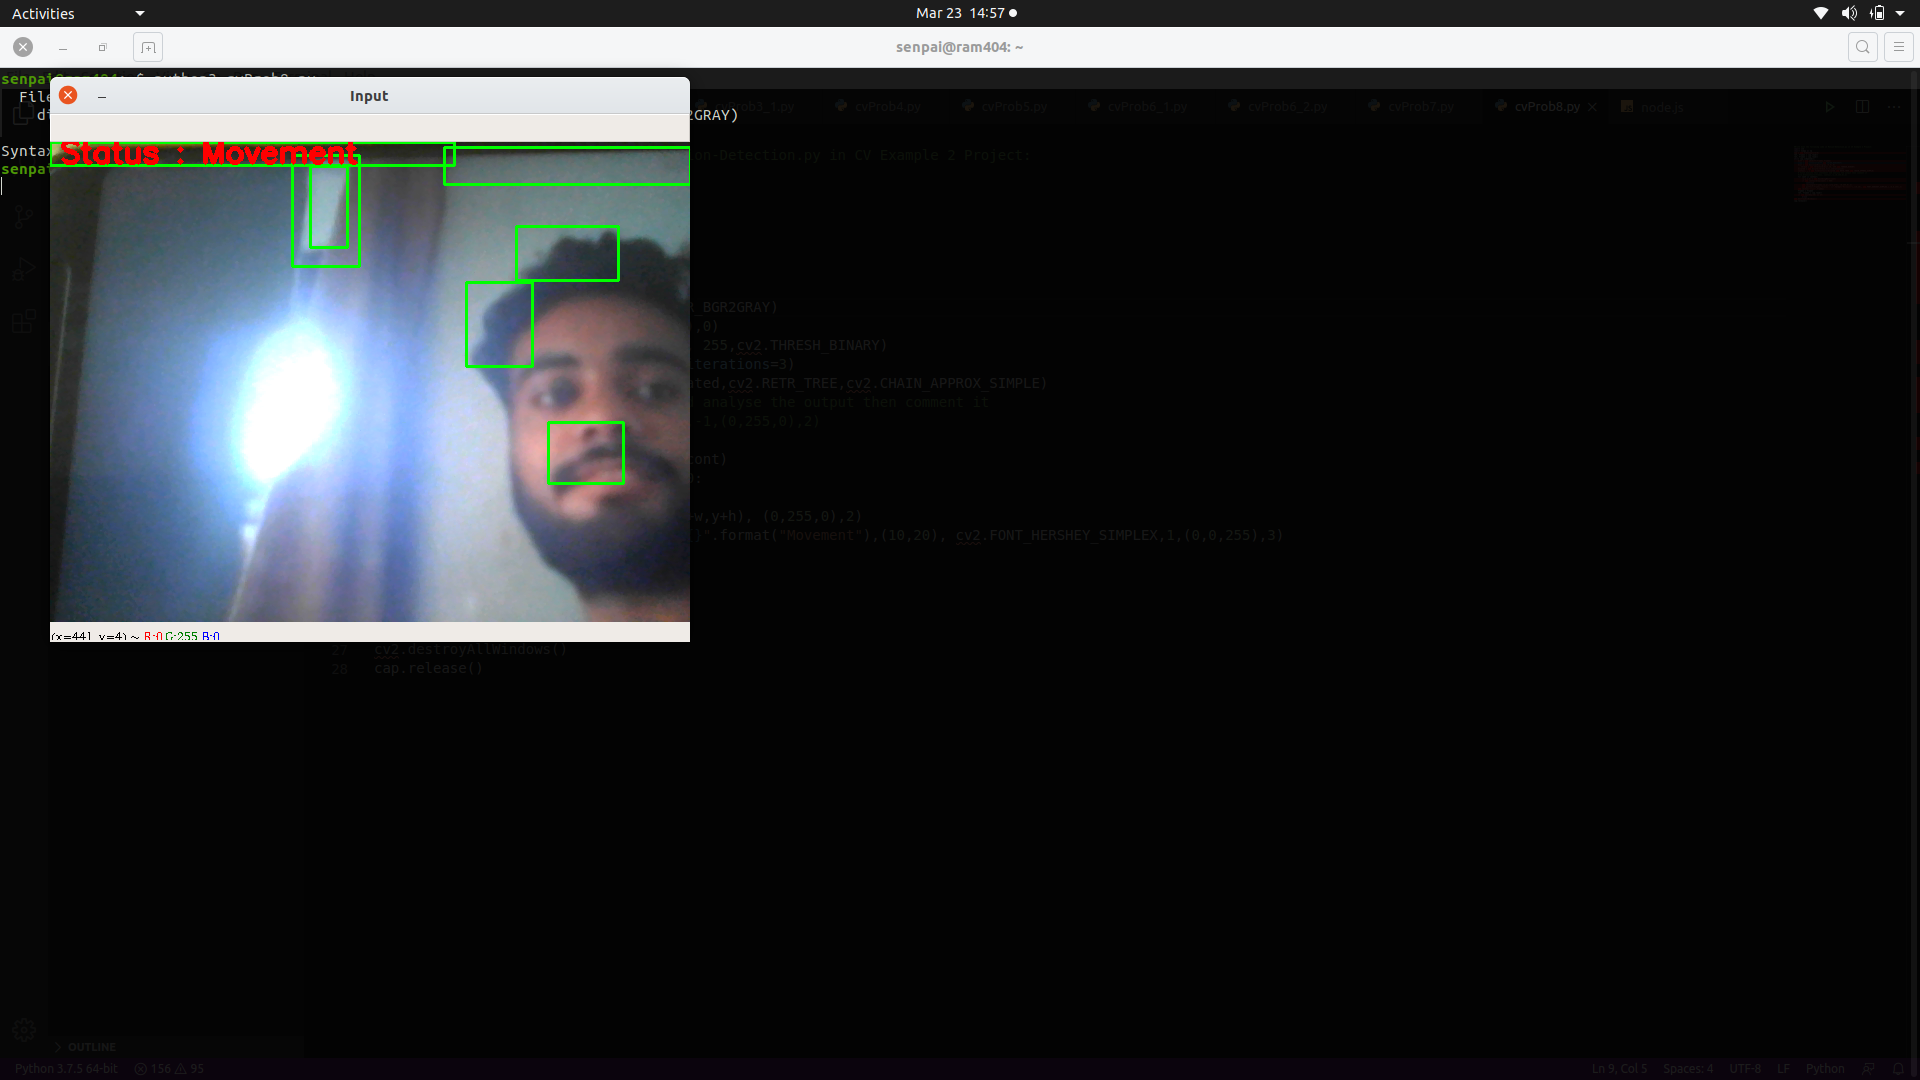 Activities
Mar 23 14:57
senpai@ram404: ~
senpai@ram404:~$ python3 cvProb8.py
Input
File
2GRAY)
Syntax
senpai
Status : Movement
cvProb4.py
cvProb5.py
cvProb6_1.py
cvProb6_2.py
cvProb7.py
cvProb8.py
node.js
on-Detection.py in CV Example 2 Project:
R_BGR2GRAY)
,0)
255,cv2.THRESH_BINARY)
iterations=3)
ated,cv2.RETR_TREE,cv2.CHAIN_APPROX_SIMPLE)
analyse the output then comment it
-1,(0,255,0),2)
cont)
w,y+h), (0,255,0),2)
}".format("Movement"),(10,20), cv2.FONT_HERSHEY_SIMPLEX,1,(0,0,255),3)
(x=441, y=4) ~ R:0 G:255 B:0
27 cv2.destroyAllWindows()
28 cap.release()
OUTLINE
Python 3.7.5 64-bit 156 95
Ln 9, Col 5 Spaces: 4 UTF-8 LF Python